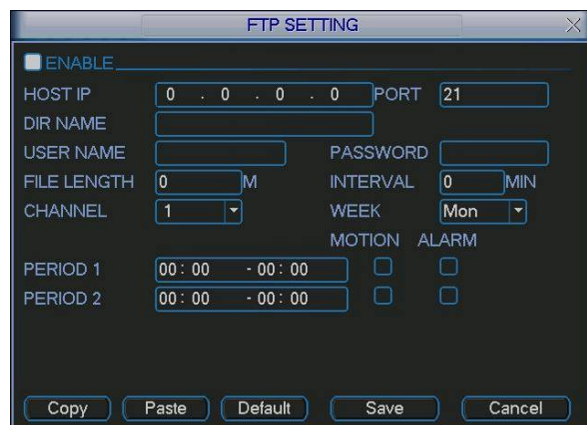 FTP SETTING
ENABLE
HOST IP 0 . 0 . 0 . 0 PORT 21
DIR NAME
USER NAME PASSWORD
FILE LENGTH 0 M INTERVAL 0 MIN
CHANNEL 1 WEEK Mon
MOTION ALARM
PERIOD 1 00: 00 - 00: 00
PERIOD 2 00: 00 - 00: 00
Copy Paste Default Save Cancel